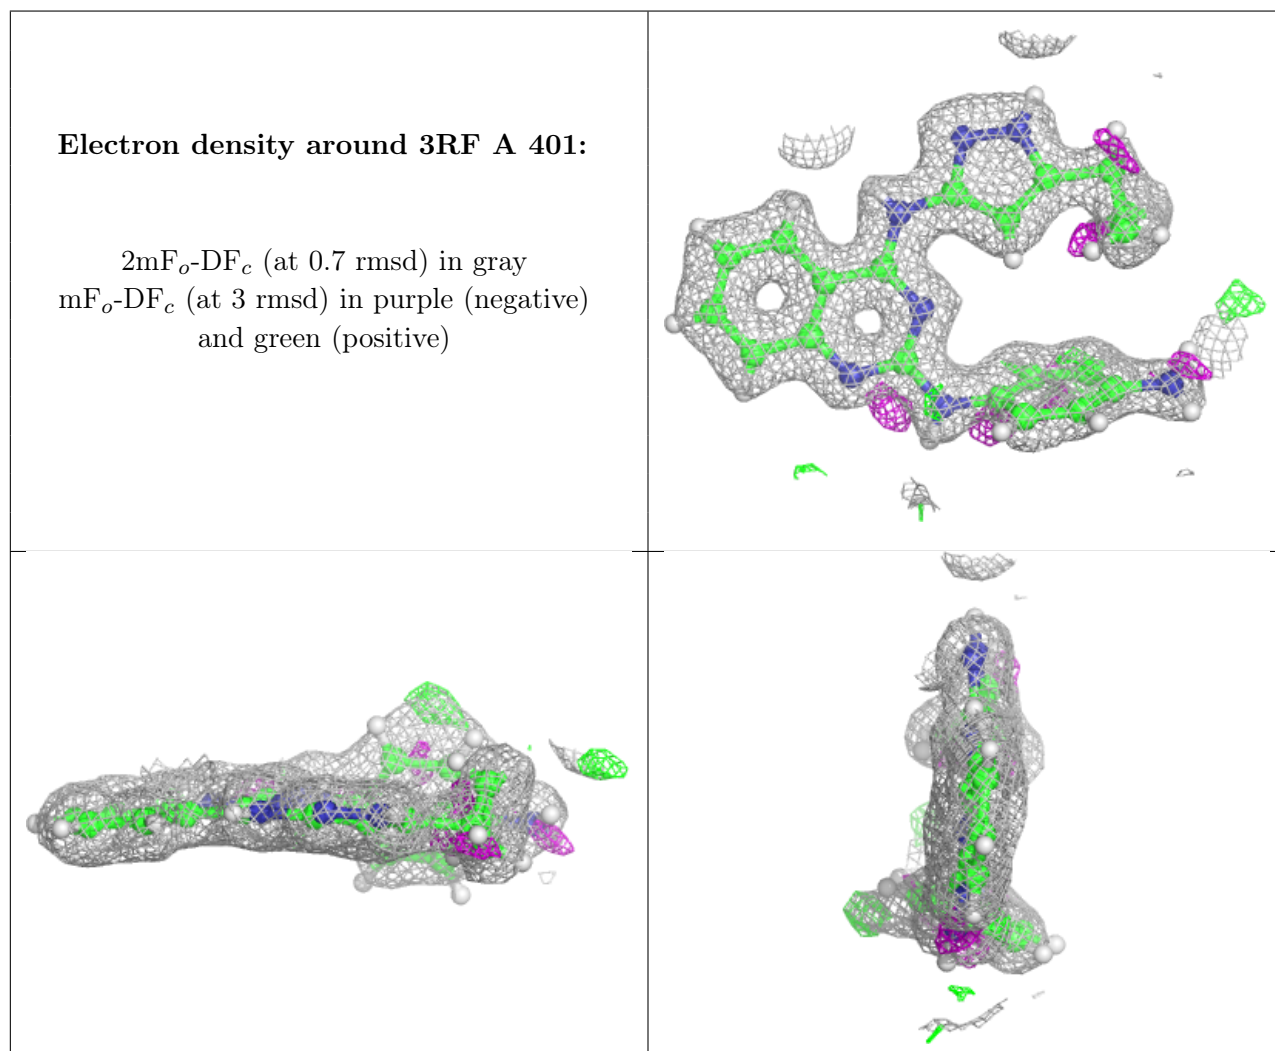 Electron density around 3RF A 401:
2mFo-DFc (at 0.7 rmsd) in gray
mFo-DFc (at 3 rmsd) in purple (negative)
and green (positive)